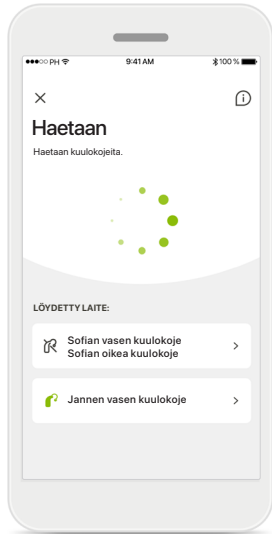 PH 9:41 AM 100 %
Haetaan
Haetaan kuulokojeita.
LÖYDETTY LAITE:
Sofian vasen kuulokoje
Sofian oikea kuulokoje
Jannen vasen kuulokoje